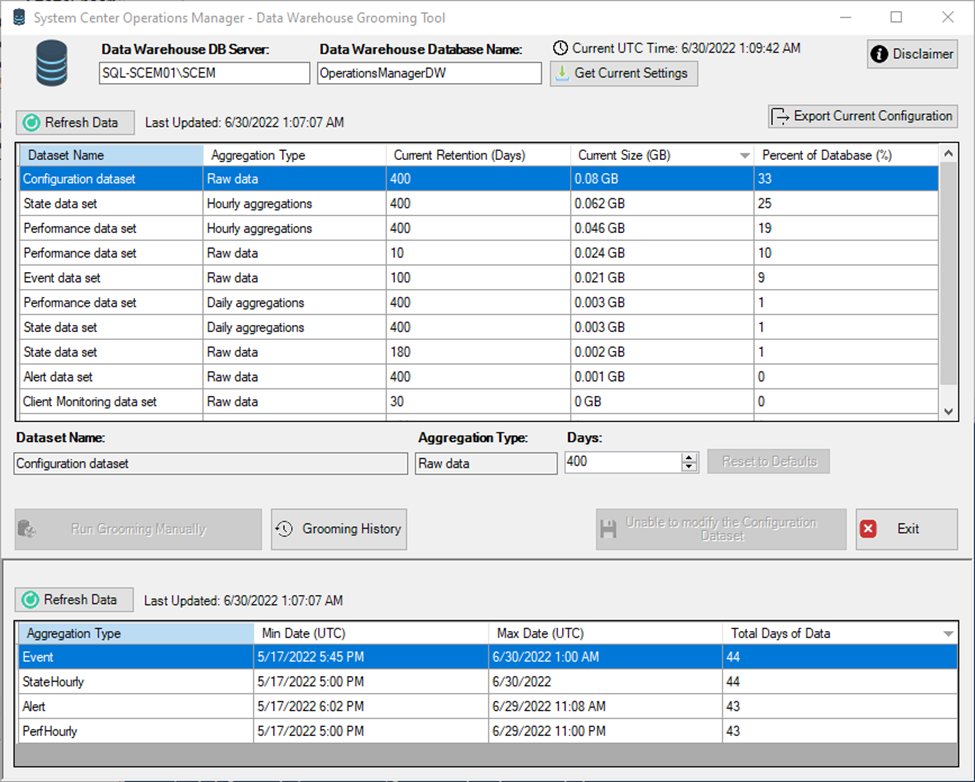 System Center Operations Manager - Data Warehouse Grooming Tool
Data Warehouse DB Server: Data Warehouse Database Name: Current UTC Time: 6/30/2022 1:09:42 AM
Disclaimer
SQL-SCEM01\SCEM OperationsManagerDW Get Current Settings
Refresh Data Last Updated: 6/30/2022 1:07:07 AM Export Current Configuration
Dataset Name Aggregation Type Current Retention (Days) Current Size (GB) Percent of Database (%)
Configuration dataset Raw data 400 0.08 GB 33
State data set Hourly aggregations 400 0.062 GB 25
Performance data set Hourly aggregations 400 0.046 GB 19
Performance data set Raw data 10 0.024 GB 10
Event data set Raw data 100 0.021 GB 9
Performance data set Daily aggregations 400 0.003 GB 1
State data set Daily aggregations 400 0.003 GB 1
State data set Raw data 180 0.002 GB 1
Alert data set Raw data 400 0.001 GB 0
Client Monitoring data set Raw data 30 0 GB 0
Dataset Name: Aggregation Type: Days:
Configuration dataset Raw data 400 Reset to Defaults
Run Grooming Manually Grooming History Unable to modify the Configuration
Dataset Exit
Refresh Data Last Updated: 6/30/2022 1:07:07 AM
Aggregation Type Min Date (UTC) Max Date (UTC) Total Days of Data
Event 5/17/2022 5:45 PM 6/30/2022 1:00 AM 44
StateHourly 5/17/2022 5:00 PM 6/30/2022 44
Alert 5/17/2022 6:02 PM 6/29/2022 11:08 AM 43
PerfHourly 5/17/2022 5:00 PM 6/29/2022 11:00 PM 43